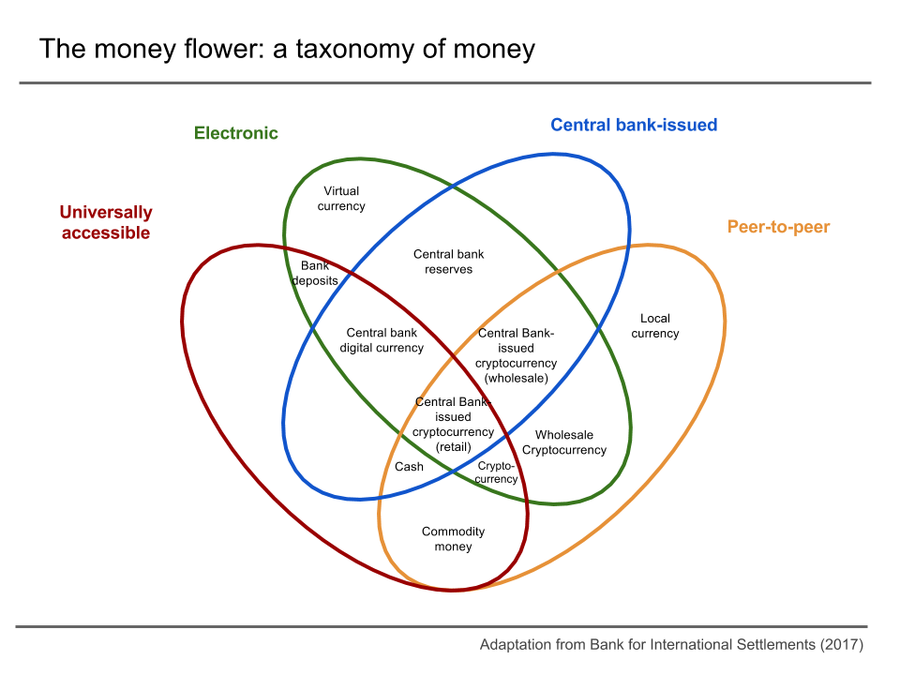 The money flower: a taxonomy of money
Electronic
Central bank-issued
Universally
accessible
Peer-to-peer
Virtual
currency
Bank
deposits
Central bank
reserves
Local
currency
Central bank
digital currency
Central Bank-
issued
cryptocurrency
(wholesale)
Central Bank-
issued
cryptocurrency
(retail)
Wholesale
Cryptocurrency
Cash
Crypto-
currency
Commodity
money
Adaptation from Bank for International Settlements (2017)